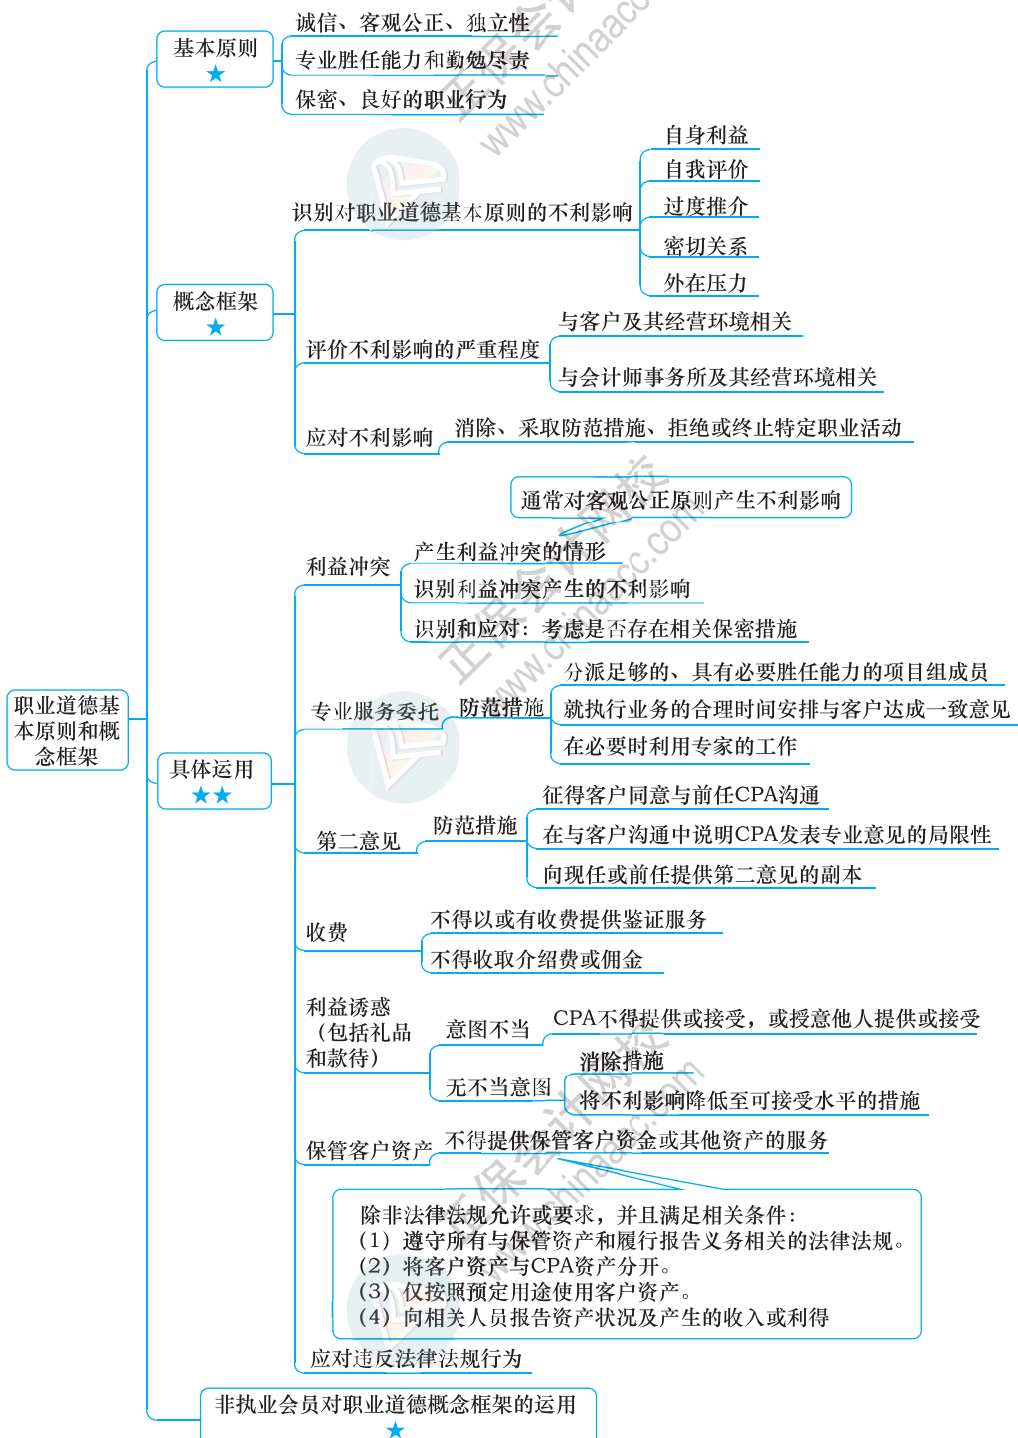 诚信、客观公正、独立性
基本原则
★
专业胜任能力和勤勉尽责
保密、良好的职业行为
自身利益
自我评价
识别对职业道德基本原则的不利影响
过度推介
密切关系
外在压力
概念框架
★
与客户及其经营环境相关
评价不利影响的严重程度
与会计师事务所及其经营环境相关
应对不利影响
消除、采取防范措施、拒绝或终止特定职业活动
通常对客观公正原则产生不利影响
利益冲突
产生利益冲突的情形
识别利益冲突产生的不利影响
识别和应对：考虑是否存在相关保密措施
职业道德基
本原则和概
念框架
具体运用
★★
专业服务委托
防范措施
分派足够的、具有必要胜任能力的项目组成员
就执行业务的合理时间安排与客户达成一致意见
在必要时利用专家的工作
第二意见
防范措施
征得客户同意与前任CPA沟通
在与客户沟通中说明CPA发表专业意见的局限性
向现任或前任提供第二意见的副本
收费
不得以或有收费提供鉴证服务
不得收取介绍费或佣金
利益诱惑
（包括礼品
和款待）
意图不当
CPA不得提供或接受，或授意他人提供或接受
无不当意图
消除措施
将不利影响降低至可接受水平的措施
保管客户资产
不得提供保管客户资金或其他资产的服务
除非法律法规允许或要求，并且满足相关条件：
（1）遵守所有与保管资产和履行报告义务相关的法律法规。
（2）将客户资产与CPA资产分开。
（3）仅按照预定用途使用客户资产。
（4）向相关人员报告资产状况及产生的收入或利得
应对违反法律法规行为
非执业会员对职业道德概念框架的运用
★
正保会计
www.chinaacc
正保会计网校
www.chinaacc.com
正保会计网校
www.chinaacc.com